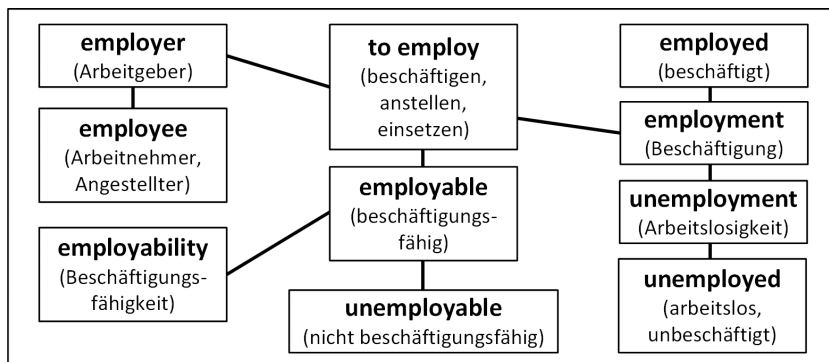 employer
(Arbeitgeber)
employee
(Arbeitnehmer,
Angestellter)
employability
(Beschäftigungs-
fähigkeit)
to employ
(beschäftigen,
anstellen,
einsetzen)
employable
(beschäftigungs-
fähig)
unemployable
(nicht beschäftigungsfähig)
employed
(beschäftigt)
employment
(Beschäftigung)
unemployment
(Arbeitslosigkeit)
unemployed
(arbeitslos,
unbeschäftigt)